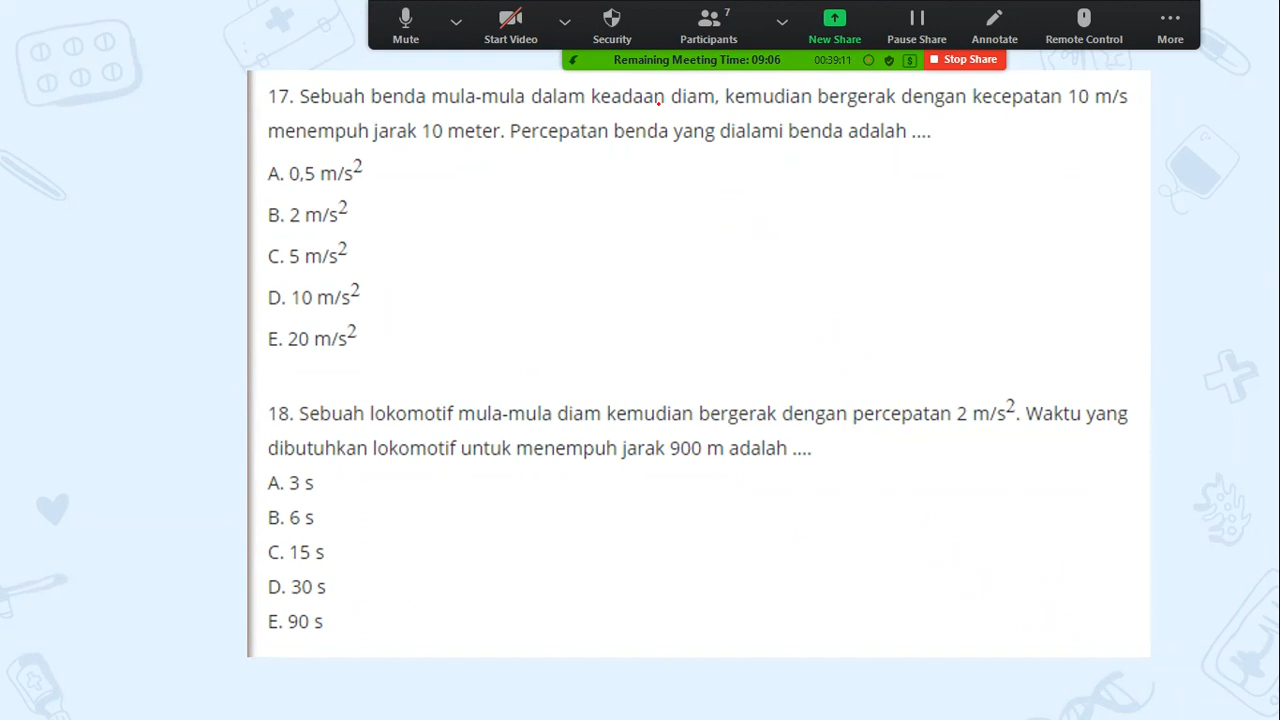 7
Mute
Start Video
Security
Participants
New Share
Pause Share
Annotate
Remote Control
More
Remaining Meeting Time: 09:06
00:39:11
Stop Share
17. Sebuah benda mula-mula dalam keadaan diam, kemudian bergerak dengan kecepatan 10 m/s
menempuh jarak 10 meter. Percepatan benda yang dialami benda adalah ....
A. 0,5 m/s²
B. 2 m/s²
C. 5 m/s²
D. 10 m/s²
E. 20 m/s²
18. Sebuah lokomotif mula-mula diam kemudian bergerak dengan percepatan 2 m/s². Waktu yang
dibutuhkan lokomotif untuk menempuh jarak 900 m adalah ....
A. 3 s
B. 6 s
C. 15 s
D. 30 s
E. 90 s